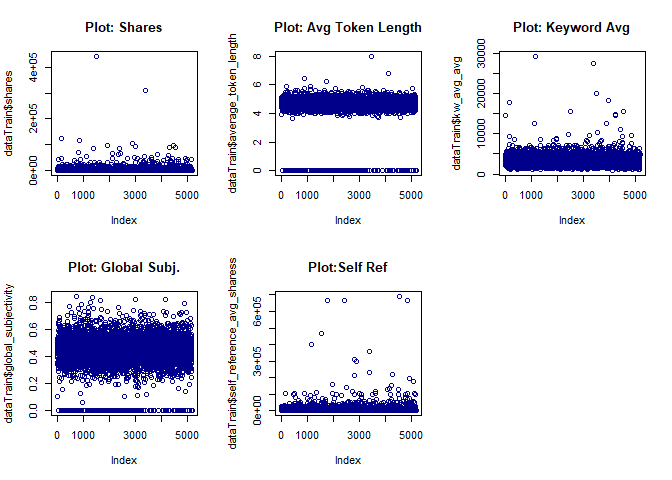 Plot: Shares
dataTrain$shares
0e+00 2e+05 4e+05
0 1000 3000 5000
Index
Plot: Avg Token Length
dataTrain$average_token_length
0 2 4 6 8
0 1000 3000 5000
Index
Plot: Keyword Avg
dataTrain$kw_avg_avg
0 10000 20000 30000
0 1000 3000 5000
Index
Plot: Global Subj.
dataTrain$global_subjectivity
0.0 0.2 0.4 0.6 0.8
0 1000 3000 5000
Index
Plot:Self Ref
dataTrain$self_reference_avg_sharess
0e+00 3e+05 6e+05
0 1000 3000 5000
Index